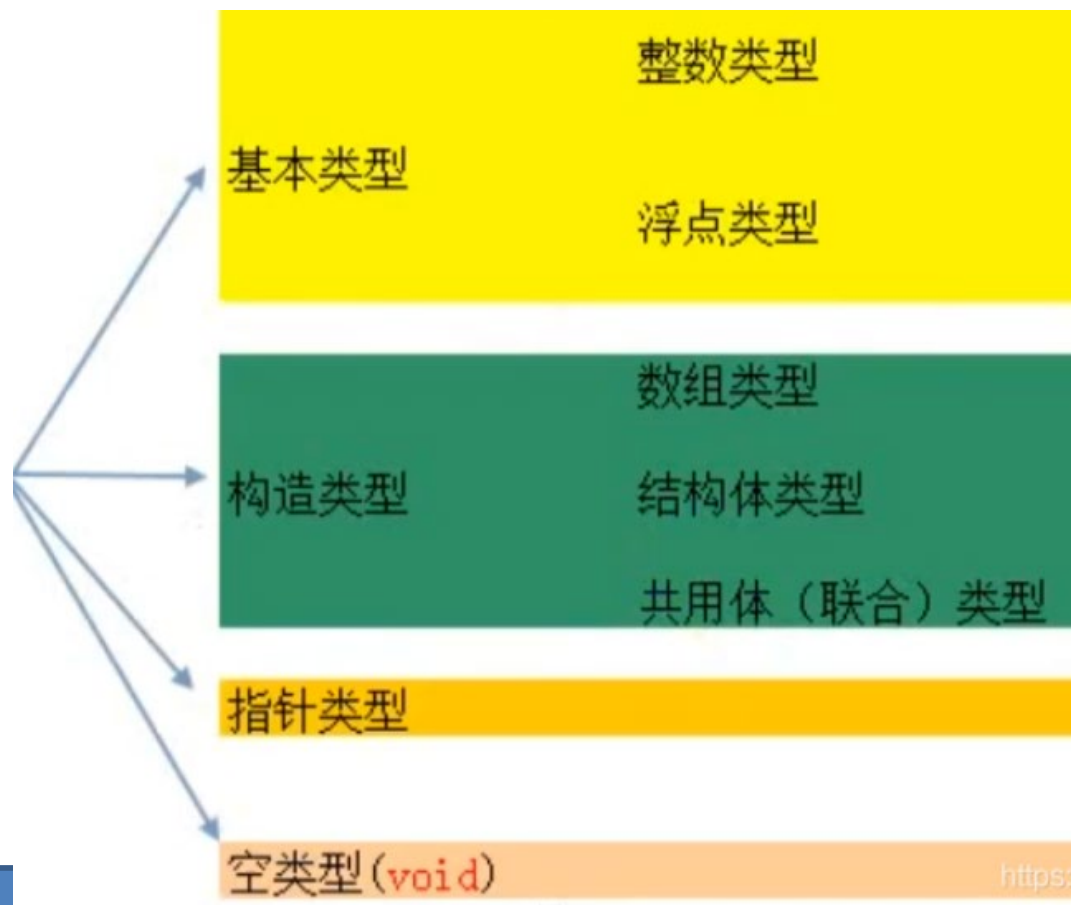 整数类型
基本类型
浮点类型
数组类型
构造类型 结构体类型
共用体（联合）类型
指针类型
空类型(void)
https: